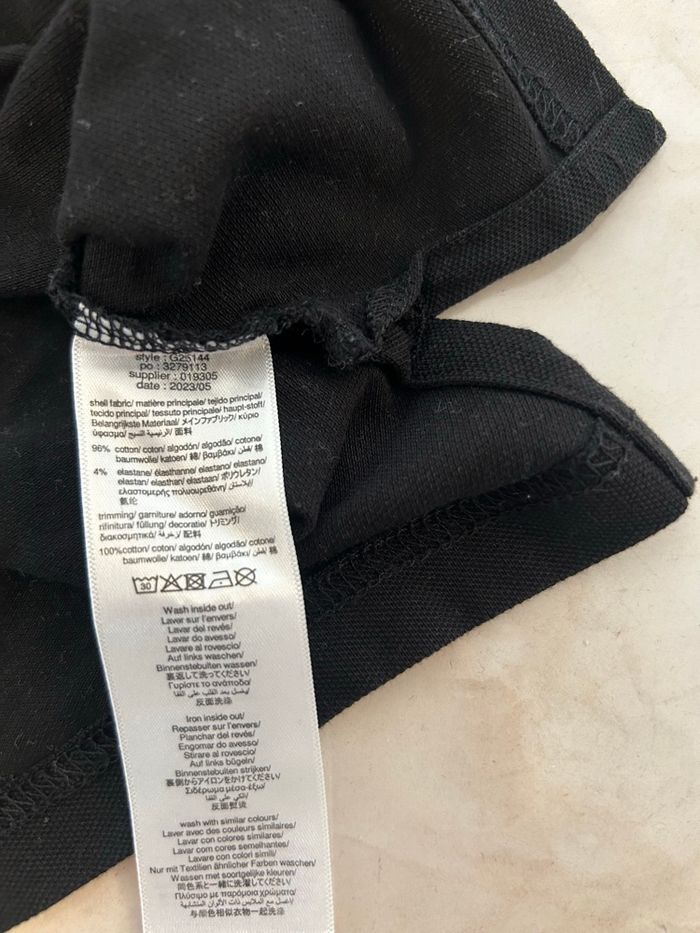 style : G25144
po : 3279113
supplier : 019305
date : 2023/05
shell fabric/ matière principale/ tejido principal/
tecido principal/ tessuto principale/ haupt-stoff/
Belangrijkste Materiaal/ メインファブリック/ κύριο
ύφασμα/ النسيج الرئيسية/ 面料
96% cotton/ coton/ algodón/ algodão/ cotone/
baumwolle/ katoen/ 綿/ βαμβάκι/ قطن/ 棉
4% elastane/ élasthanne/ elastano/ elastano/
elastan/ elasthan/ elastaan/ ポリウレタン/
ελαστομερής πολυουρεθάνη/ إيلاستان/
氨纶
trimming/ garniture/ adorno/ guarnição/
rifinitura/ füllung/ decoratie/ トリミング/
διακοσμητικά/ زخرفة/ 配料
100%cotton/ coton/ algodón/ algodão/ cotone/
baumwolle/ katoen/ 綿/ βαμβάκι/ قطن/ 棉
30
Wash inside out/
Laver sur l'envers/
Lavar del revés/
Lavar do avesso/
Lavare al rovescio/
Auf links waschen/
Binnenstebuiten wassen/
裏返して洗ってください/
Γυρίστε το ανάποδα/
يغسل بعد القلب على القفا/
反面洗涤
Iron inside out/
Repasser sur l'envers/
Planchar del revés/
Engomar do avesso/
Stirare al rovescio/
Auf links bügeln/
Binnenstebuiten strijken/
裏側からアイロンをかけてください/
Σιδέρωμα μέσα-έξω/
الكي على القفا/
反面熨烫
wash with similar colours/
Laver avec des couleurs similaires/
Lavar con colores similares/
Lavar com cores semelhantes/
Lavare con colori simili/
Nur mit Textilien ähnlicher Farben waschen/
Wassen met soortgelijke kleuren/
同色系と一緒に洗濯してください/
Πλύσιμο με παρόμοια χρώματα/
اغسل مع الملابس ذات الألوان المتشابهة/
与颜色相似衣物一起洗涤